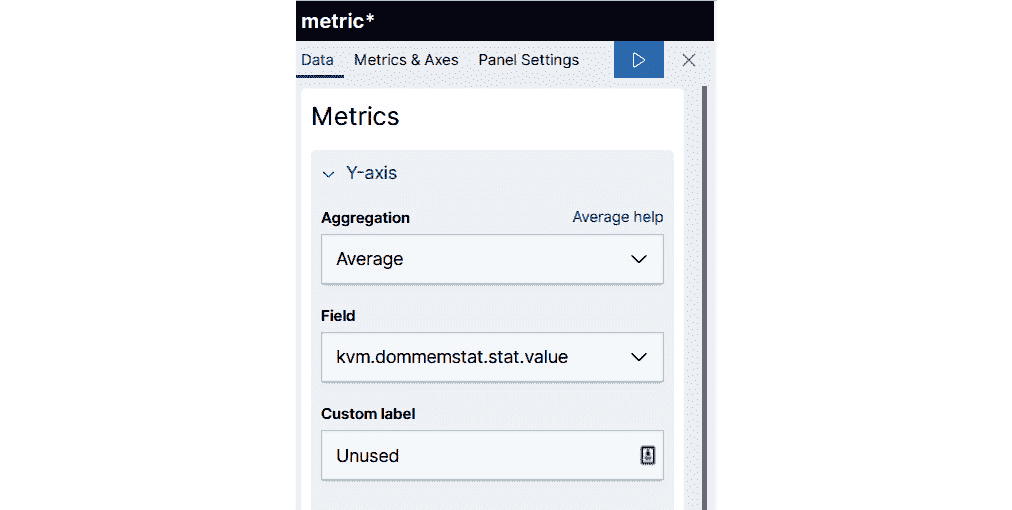 metric*
Data Metrics & Axes Panel Settings
Metrics
Y-axis
Aggregation Average help
Average
Field
kvm.dommemstat.stat.value
Custom label
Unused